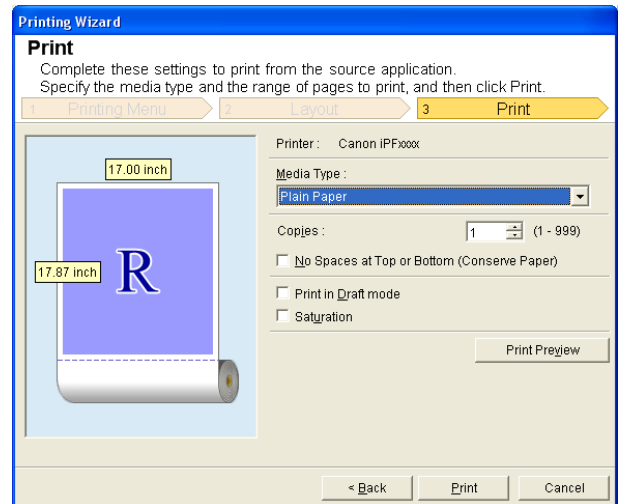 Printing Wizard
Print
Complete these settings to print from the source application.
Specify the media type and the range of pages to print, and then click Print.
1 Printing Menu 2 Layout 3 Print
Printer : Canon iPFxxxx
17.00 inch
Media Type :
Plain Paper
Copies : 1 (1 - 999)
17.87 inch
R
No Spaces at Top or Bottom (Conserve Paper)
Print in Draft mode
Saturation
Print Preview
< Back Print Cancel